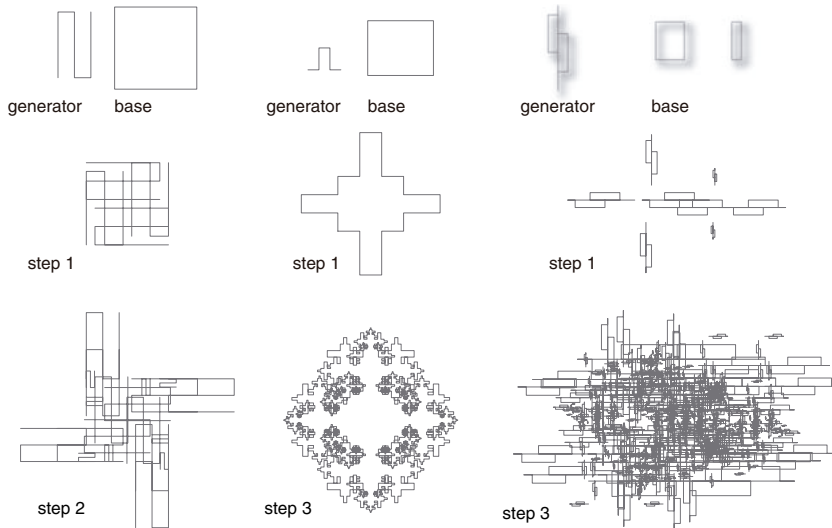 generator base
generator base
generator base
step 1
step 1
step 1
step 2
step 3
step 3